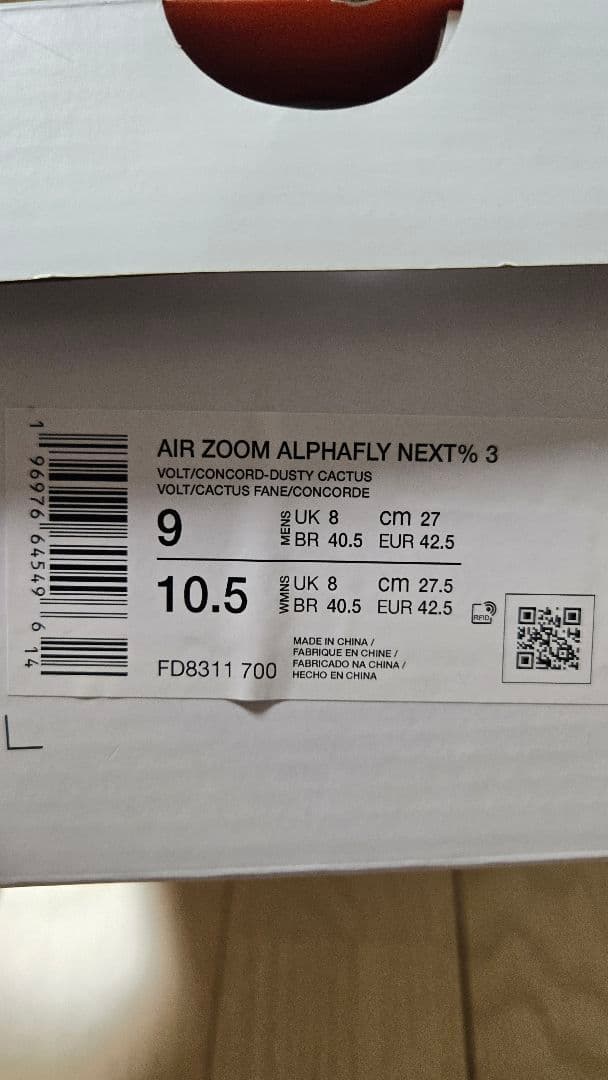 AIR ZOOM ALPHAFLY NEXT% 3
VOLT/CONCORD-DUSTY CACTUS
VOLT/CACTUS FANE/CONCORDE
9
MENS
UK 8 cm 27
BR 40.5 EUR 42.5
10.5
WMNS
UK 8 cm 27.5
BR 40.5 EUR 42.5
RFID
MADE IN CHINA /
FABRIQUE EN CHINE /
FABRICADO NA CHINA /
HECHO EN CHINA
FD8311 700
1 96976 64549 6 14